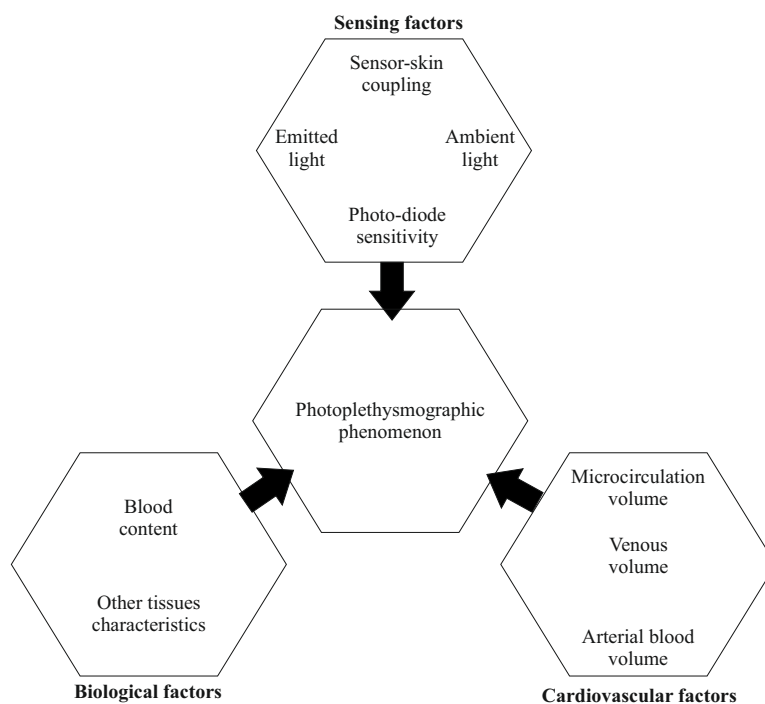 Sensing factors
Sensor-skin
coupling
Emitted
light
Ambient
light
Photo-diode
sensitivity
Photoplethysmographic
phenomenon
Blood
content
Other tissues
characteristics
Biological factors
Microcirculation
volume
Venous
volume
Arterial blood
volume
Cardiovascular factors